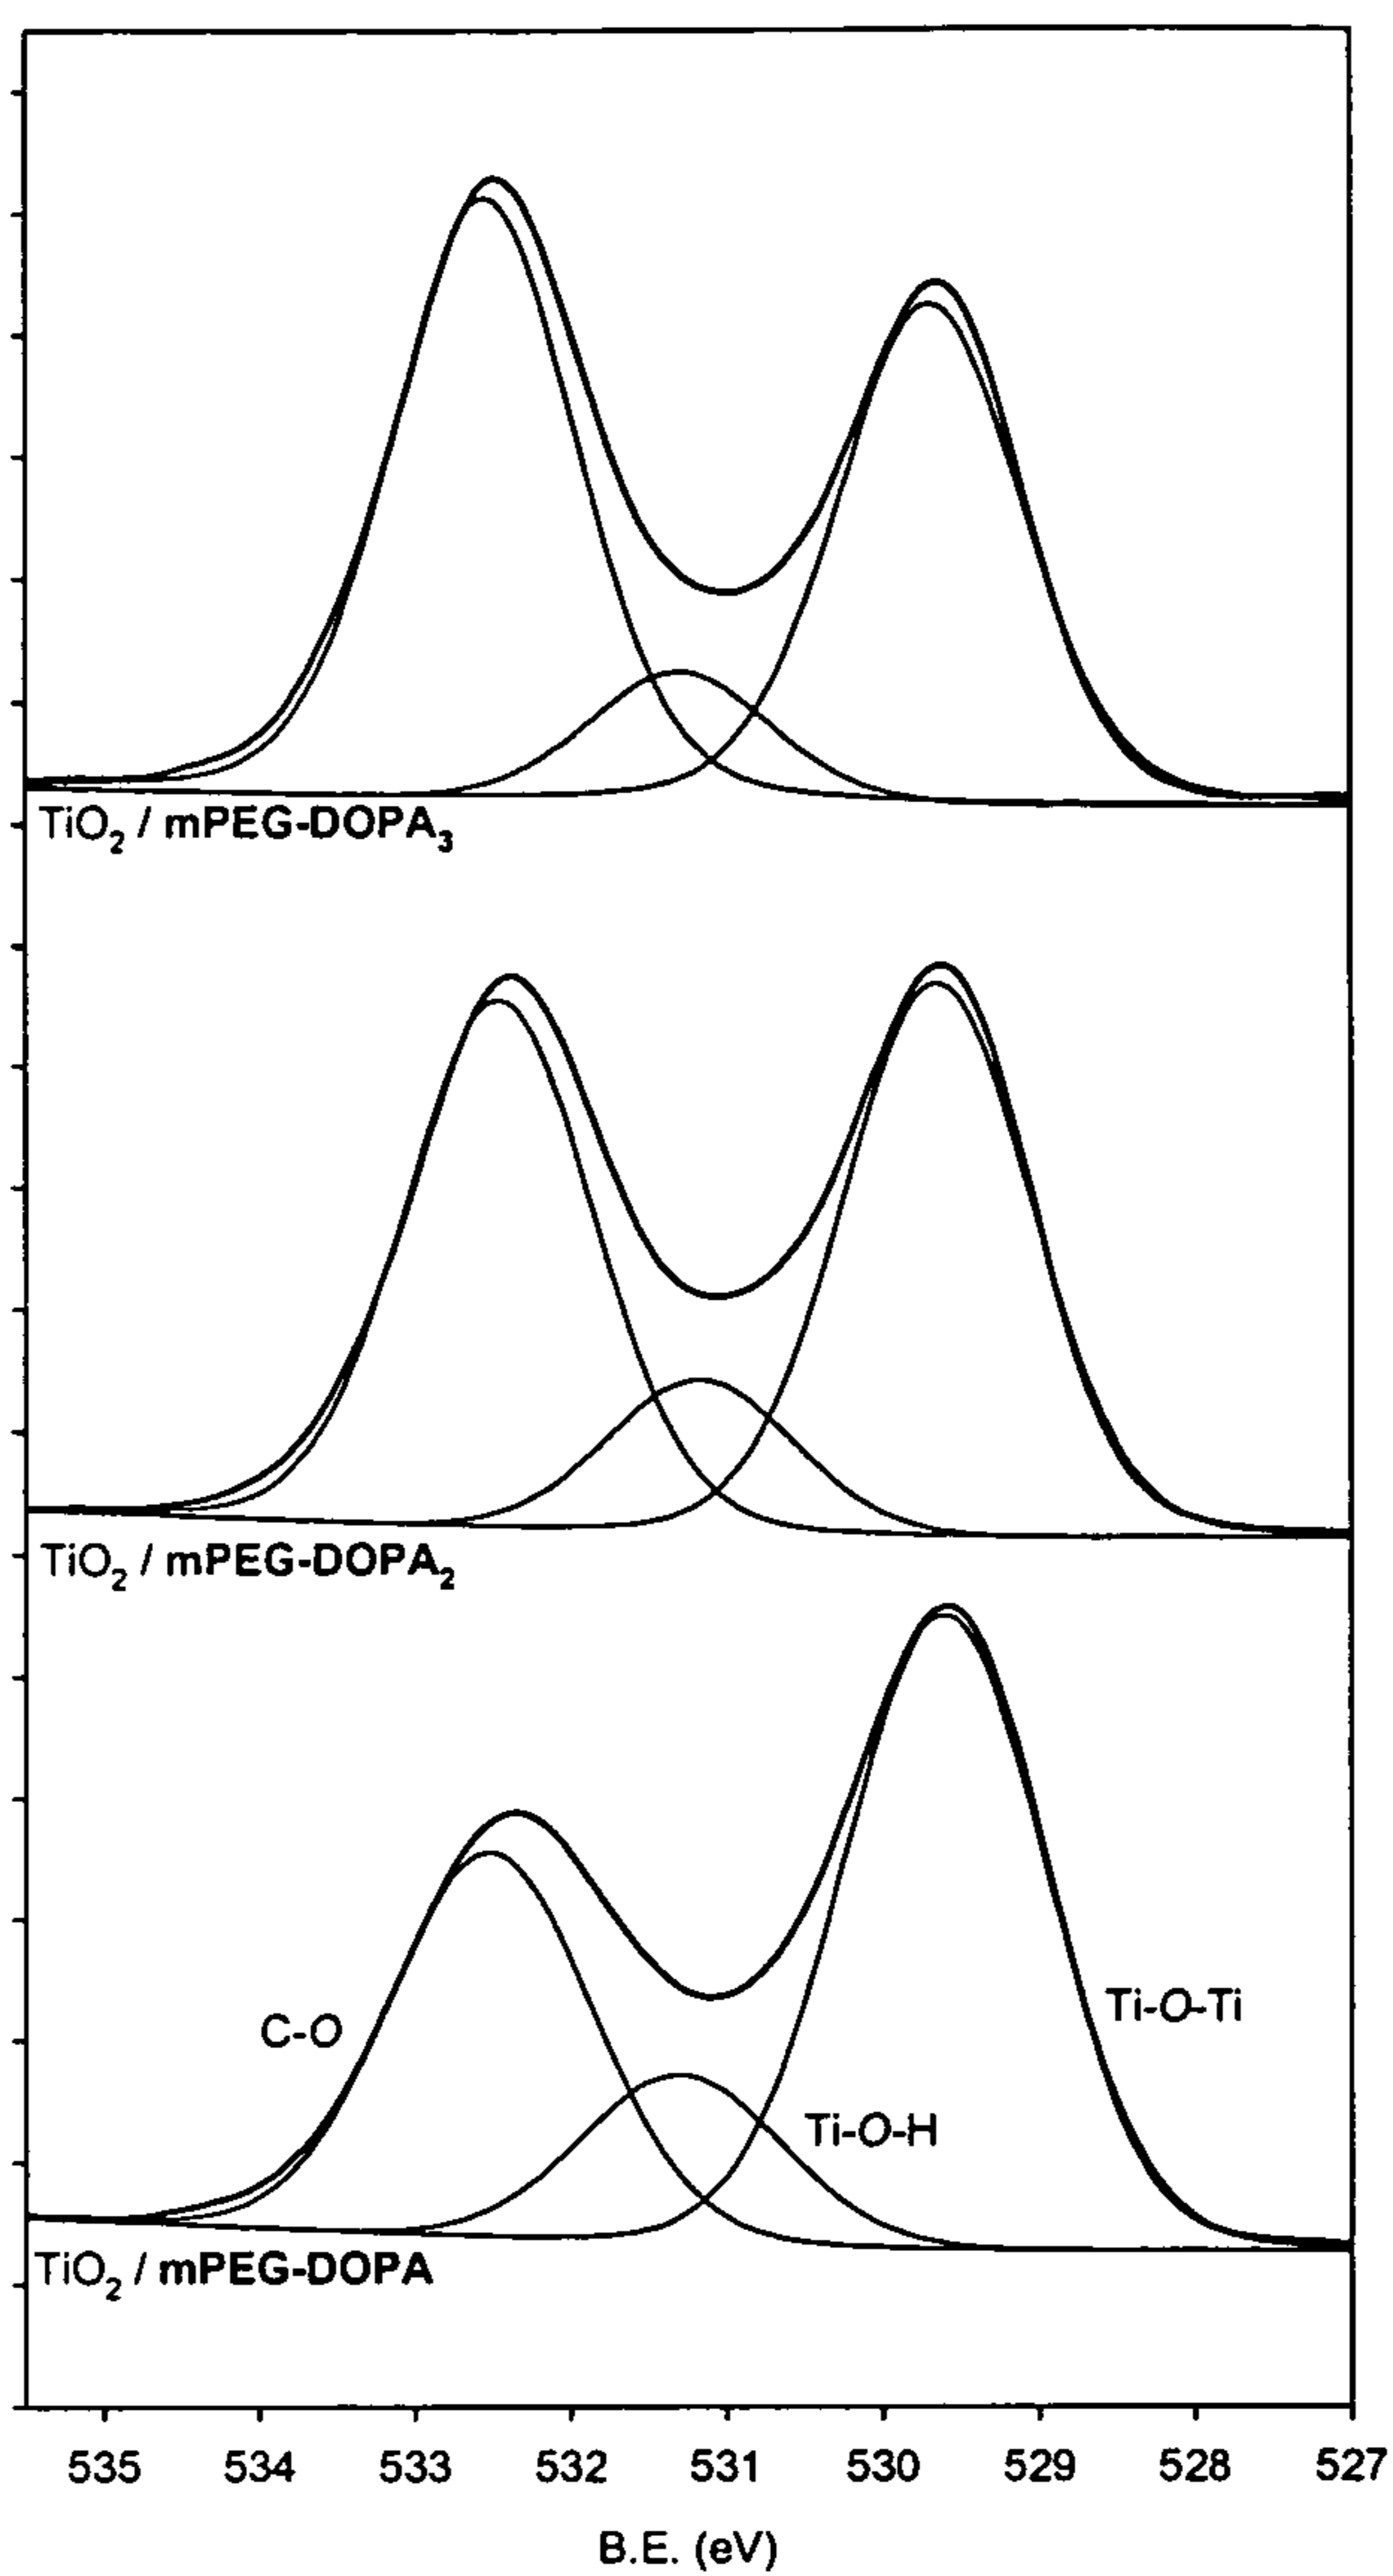 TiO2 / mPEG-DOPA3
TiO2 / mPEG-DOPA2
C-O
Ti-O-Ti
Ti-O-H
TiO2 / mPEG-DOPA
535 534 533 532 531 530 529 528 527
B.E. (eV)